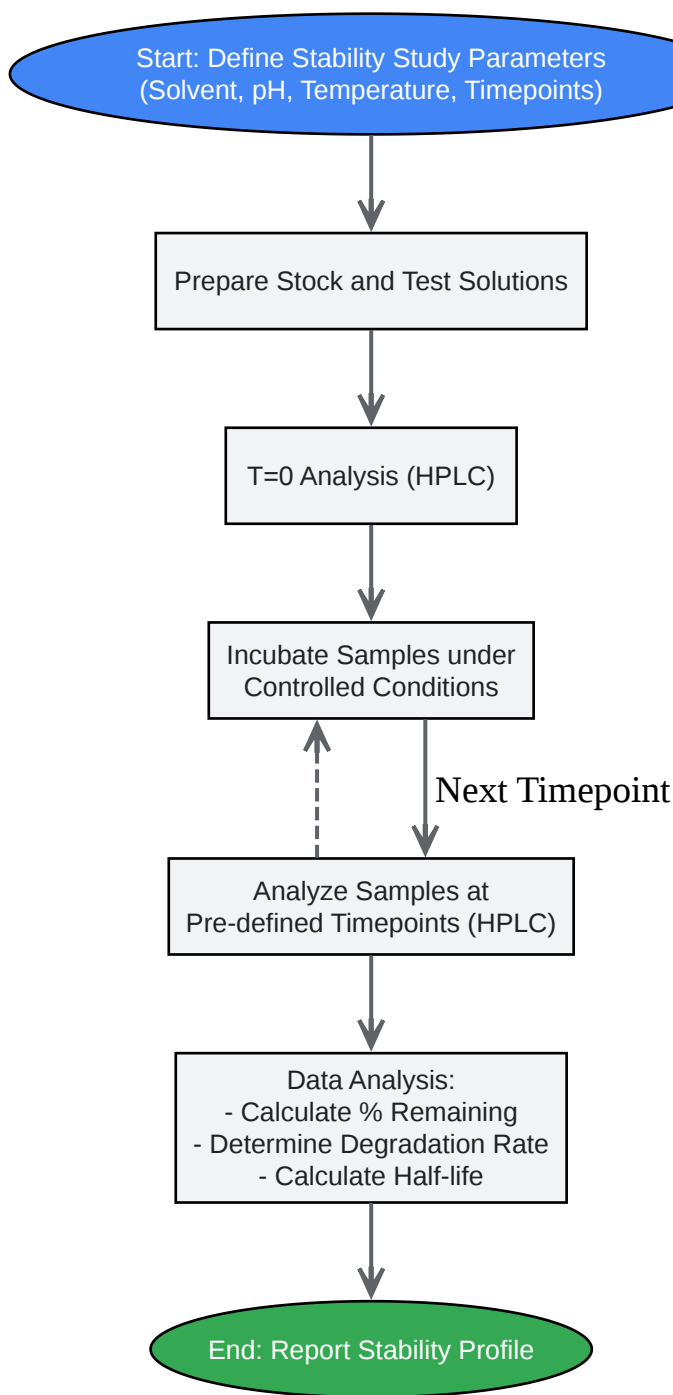 Start: Define Stability Study Parameters
(Solvent, pH, Temperature, Timepoints)
Prepare Stock and Test Solutions
T=0 Analysis (HPLC)
Incubate Samples under
Controlled Conditions
Next Timepoint
Analyze Samples at
Pre-defined Timepoints (HPLC)
Data Analysis:
- Calculate % Remaining
- Determine Degradation Rate
- Calculate Half-life
End: Report Stability Profile